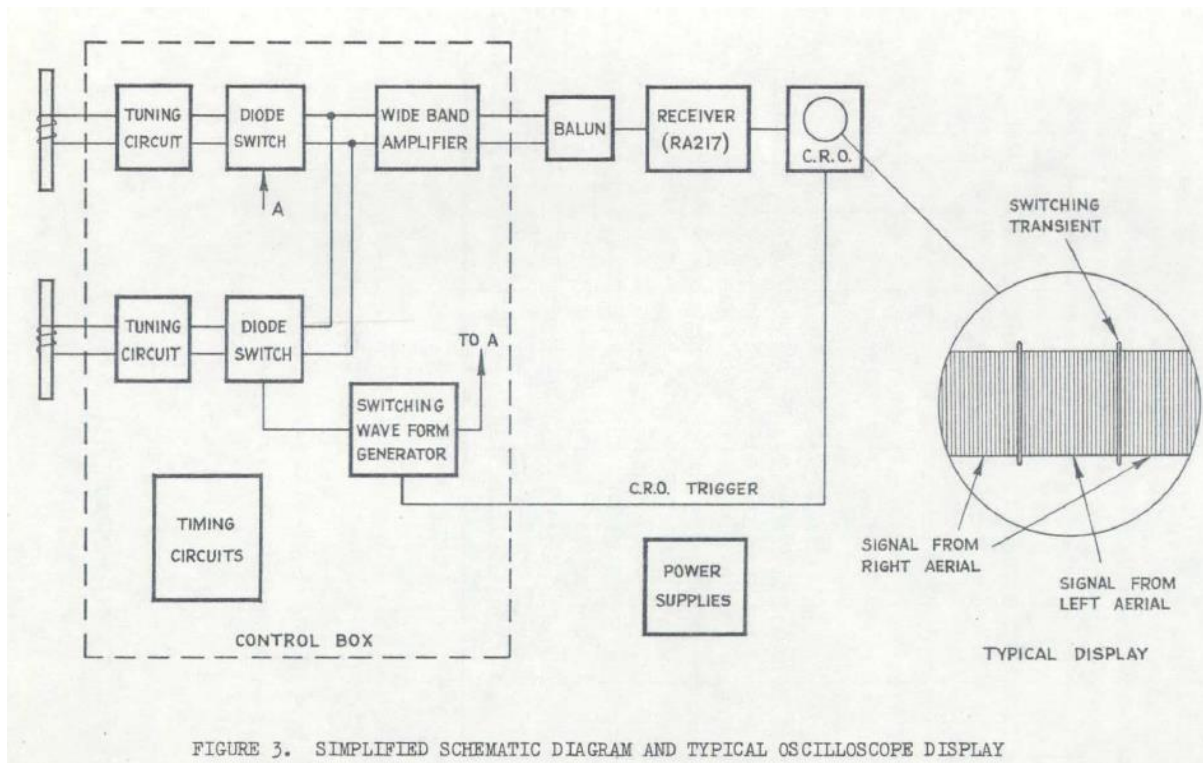 TUNING
CIRCUIT
DIODE
SWITCH
A
WIDE BAND
AMPLIFIER
BALUN
RECEIVER
(RA217)
C.R.O.
SWITCHING
TRANSIENT
TUNING
CIRCUIT
DIODE
SWITCH
TO A
SWITCHING
WAVE FORM
GENERATOR
C.R.O. TRIGGER
TIMING
CIRCUITS
POWER
SUPPLIES
SIGNAL FROM
RIGHT AERIAL
SIGNAL FROM
LEFT AERIAL
CONTROL BOX
TYPICAL DISPLAY
FIGURE 3. SIMPLIFIED SCHEMATIC DIAGRAM AND TYPICAL OSCILLOSCOPE DISPLAY